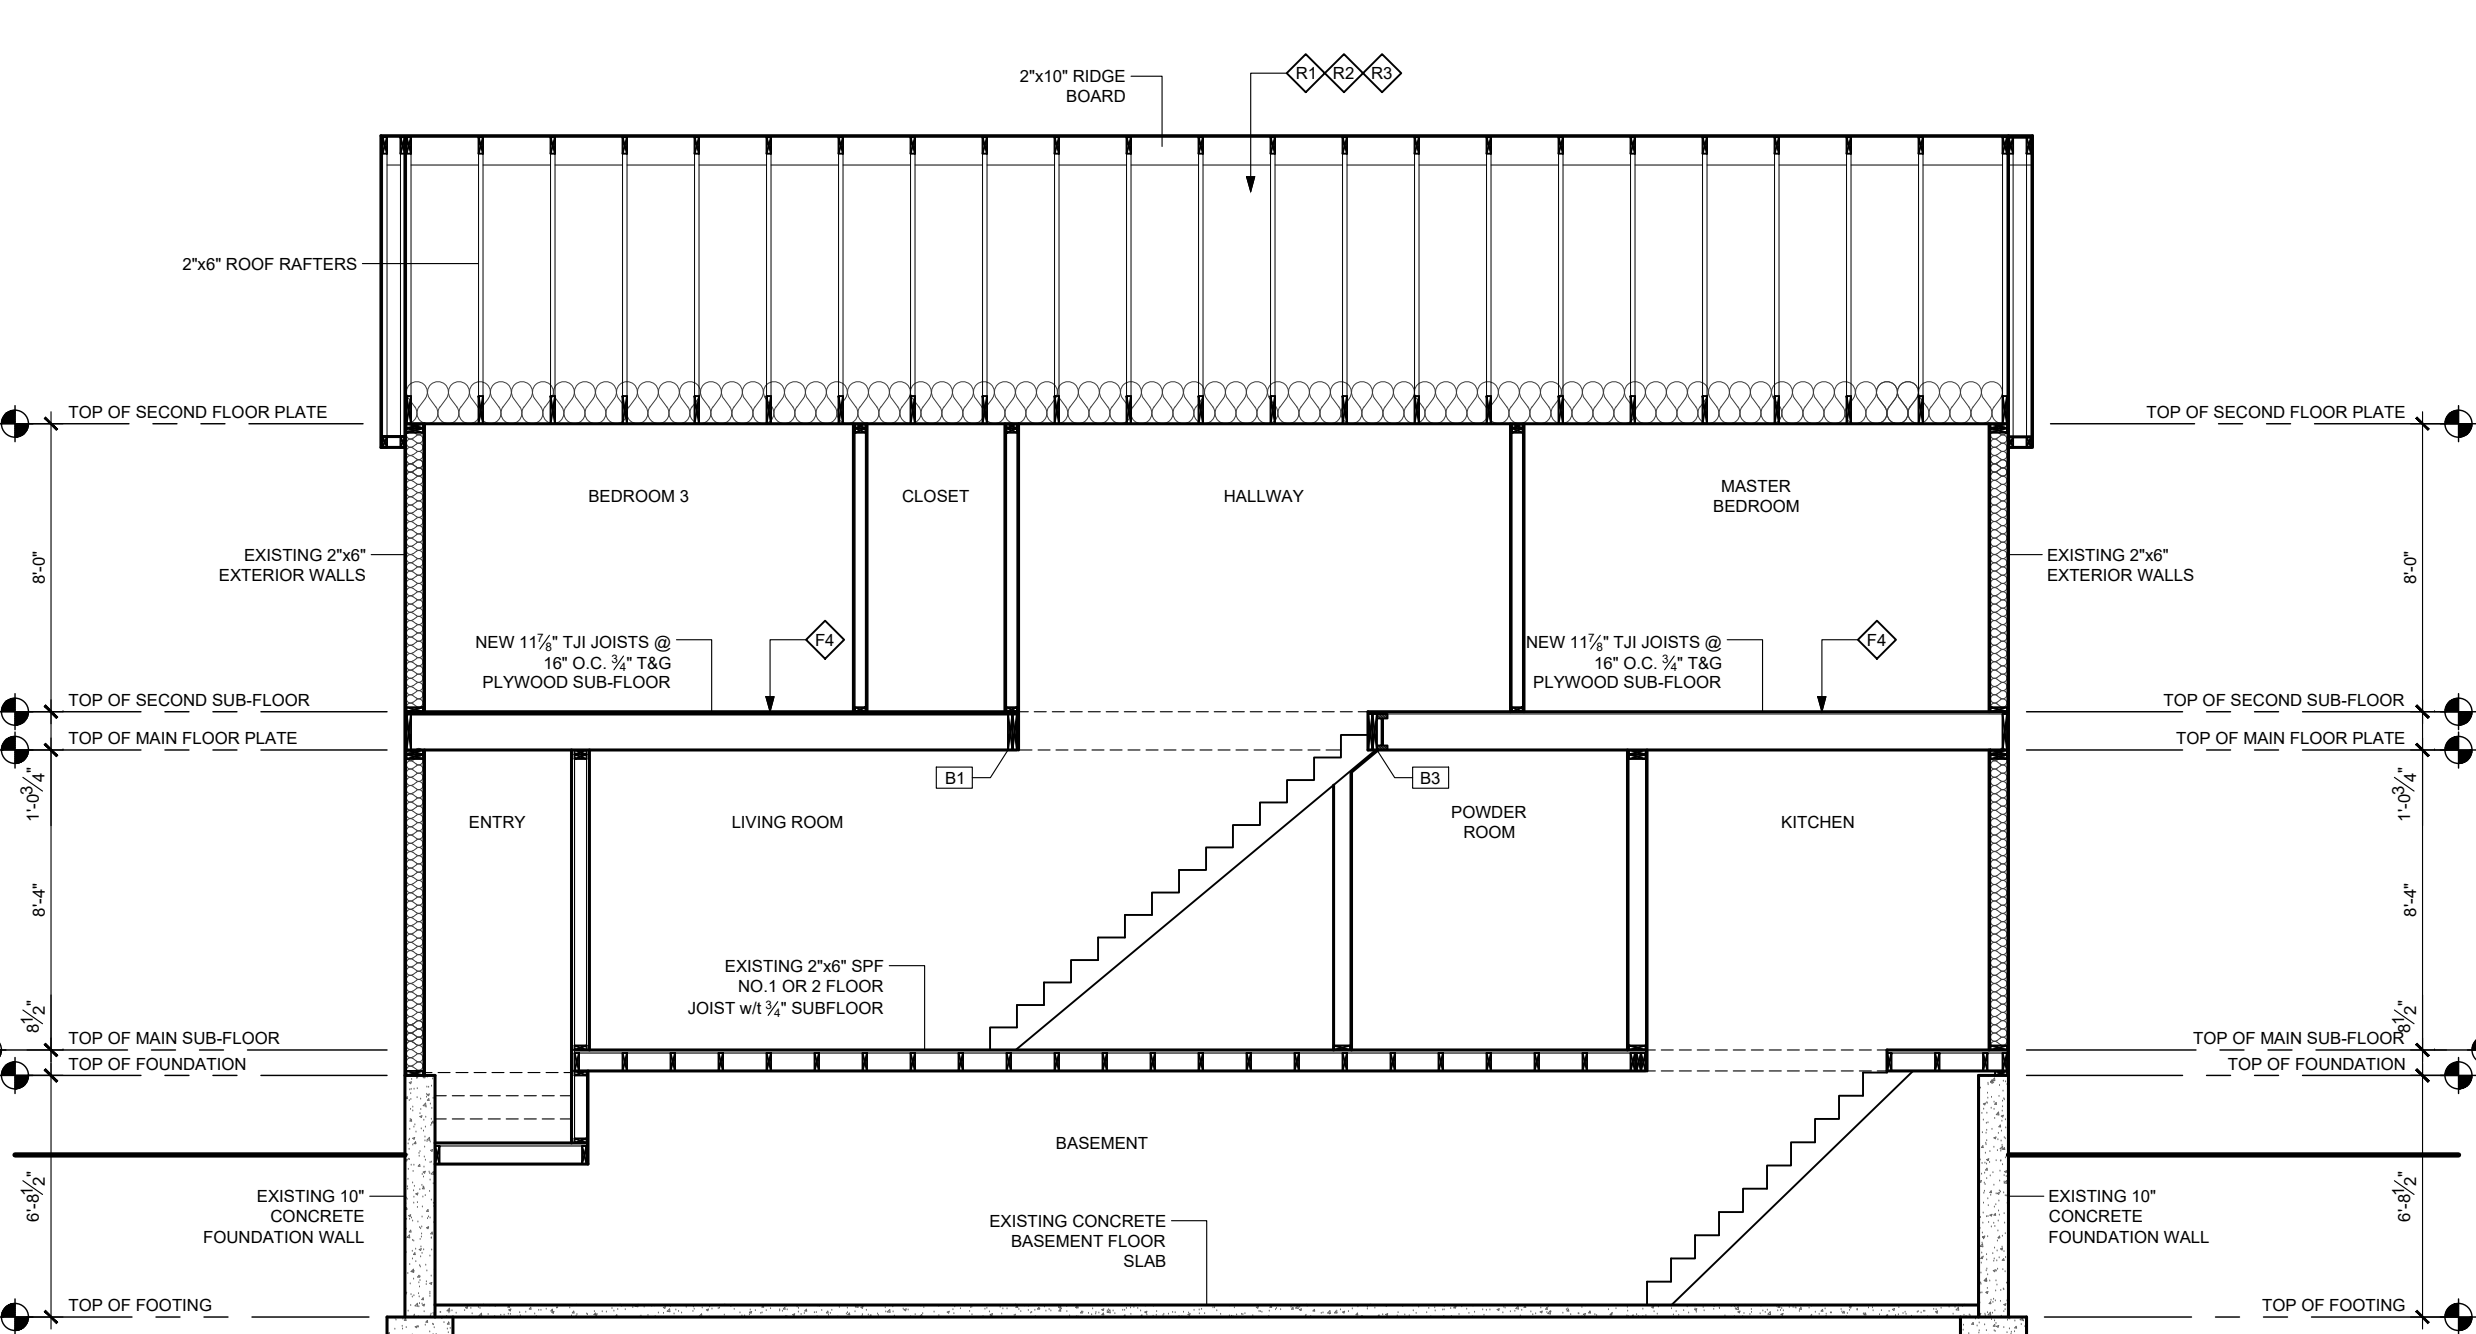 2"x10" RIDGE
BOARD
R1 R2 R3
2"x6" ROOF RAFTERS
TOP OF SECOND FLOOR PLATE
TOP OF SECOND FLOOR PLATE
BEDROOM 3
CLOSET
HALLWAY
MASTER
BEDROOM
8'-0"
EXISTING 2"x6"
EXTERIOR WALLS
EXISTING 2"x6"
EXTERIOR WALLS
8'-0"
NEW 11⅞" TJI JOISTS @
16" O.C. ¾" T&G
PLYWOOD SUB-FLOOR
F4
NEW 11⅞" TJI JOISTS @
16" O.C. ¾" T&G
PLYWOOD SUB-FLOOR
F4
TOP OF SECOND SUB-FLOOR
TOP OF SECOND SUB-FLOOR
TOP OF MAIN FLOOR PLATE
TOP OF MAIN FLOOR PLATE
1'-0¾"
B1
B3
1'-0¾"
ENTRY
LIVING ROOM
POWDER
ROOM
KITCHEN
8'-4"
8'-4"
EXISTING 2"x6" SPF
NO.1 OR 2 FLOOR
JOIST w/t ¾" SUBFLOOR
8½"
8½"
TOP OF MAIN SUB-FLOOR
TOP OF MAIN SUB-FLOOR
TOP OF FOUNDATION
TOP OF FOUNDATION
BASEMENT
6'-8½"
EXISTING 10"
CONCRETE
FOUNDATION WALL
EXISTING CONCRETE
BASEMENT FLOOR
SLAB
EXISTING 10"
CONCRETE
FOUNDATION WALL
6'-8½"
TOP OF FOOTING
TOP OF FOOTING